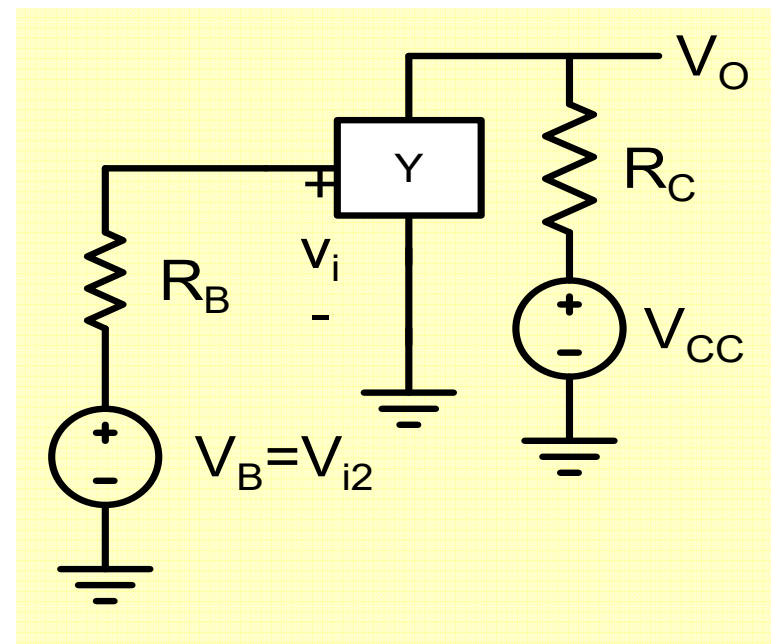 V_O
Y
R_C
+
v_i
-
R_B
+
-
V_CC
+
-
V_B=V_i2